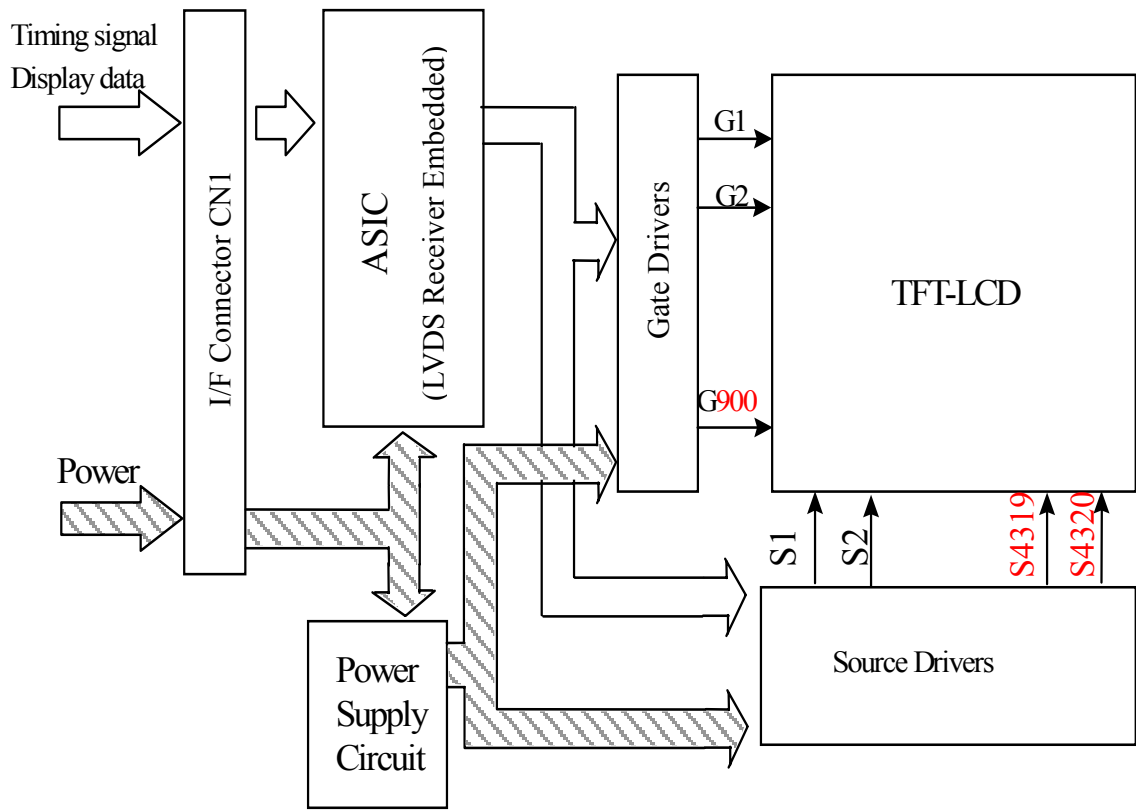 Timing signal
Display data
Power
I/F Connector CN1
ASIC
(LVDS Receiver Embedded)
Power
Supply
Circuit
Gate Drivers
G1
G2
G900
TFT-LCD
S1
S2
S4319
S4320
Source Drivers